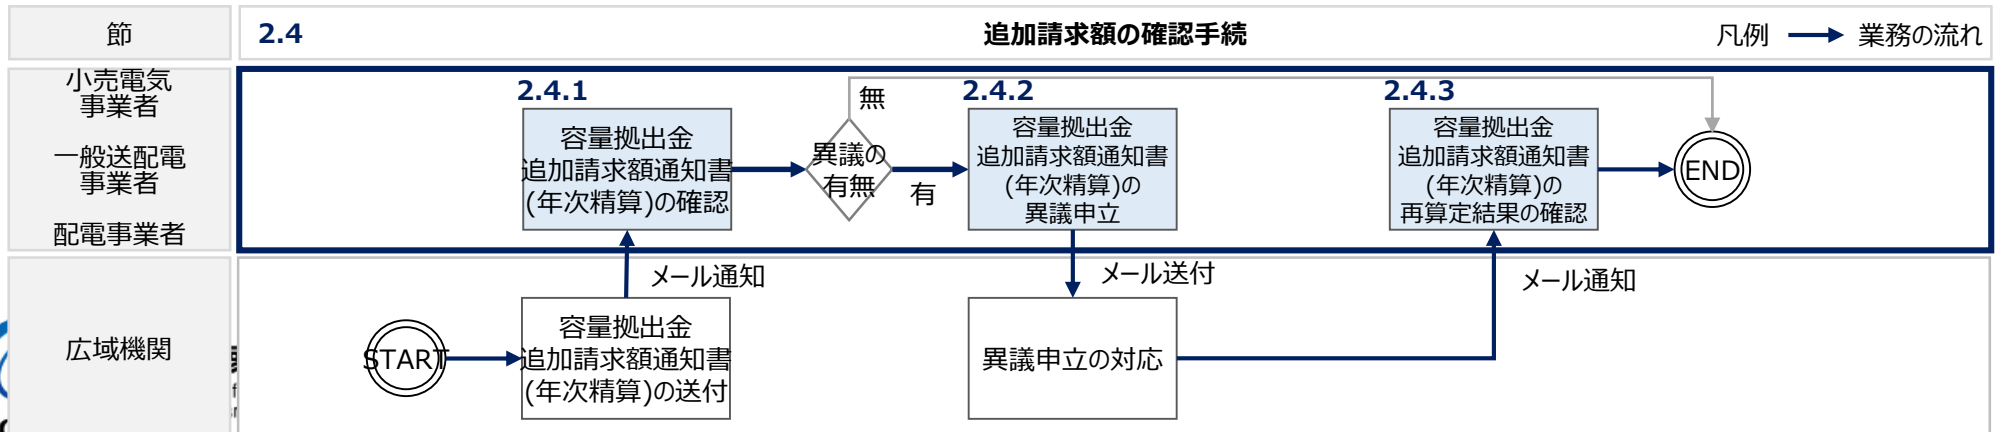 節
2.4
追加請求額の確認手続
凡例
業務の流れ
小売電気
事業者
一般送配電
事業者
配電事業者
2.4.1
容量拠出金
追加請求額通知書
(年次精算)の確認
異議の
有無
無
有
2.4.2
容量拠出金
追加請求額通知書
(年次精算)の
異議申立
2.4.3
容量拠出金
追加請求額通知書
(年次精算)の
再算定結果の確認
END
広域機関
メール通知
メール送付
メール通知
START
容量拠出金
追加請求額通知書
(年次精算)の送付
異議申立の対応